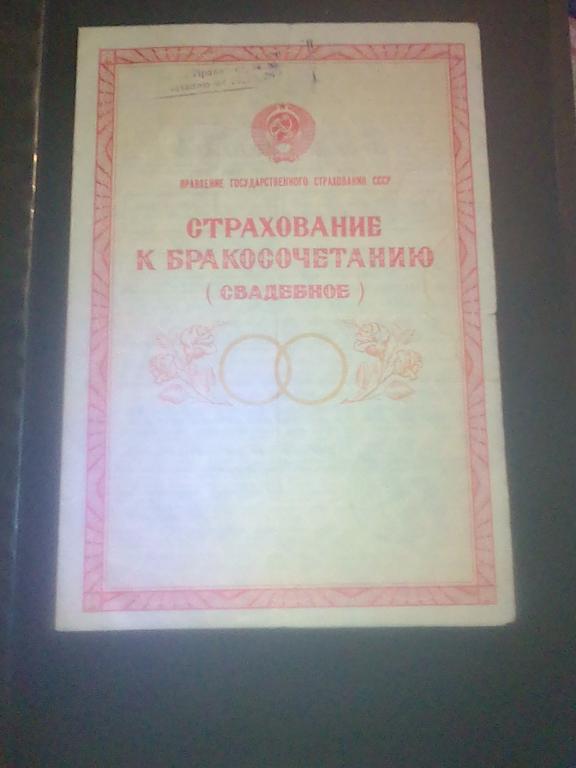 ПРАВЛЕНИЕ ГОСУДАРСТВЕННОГО СТРАХОВАНИЯ СССР
СТРАХОВАНИЕ
К БРАКОСОЧЕТАНИЮ
(СВАДЕБНОЕ)